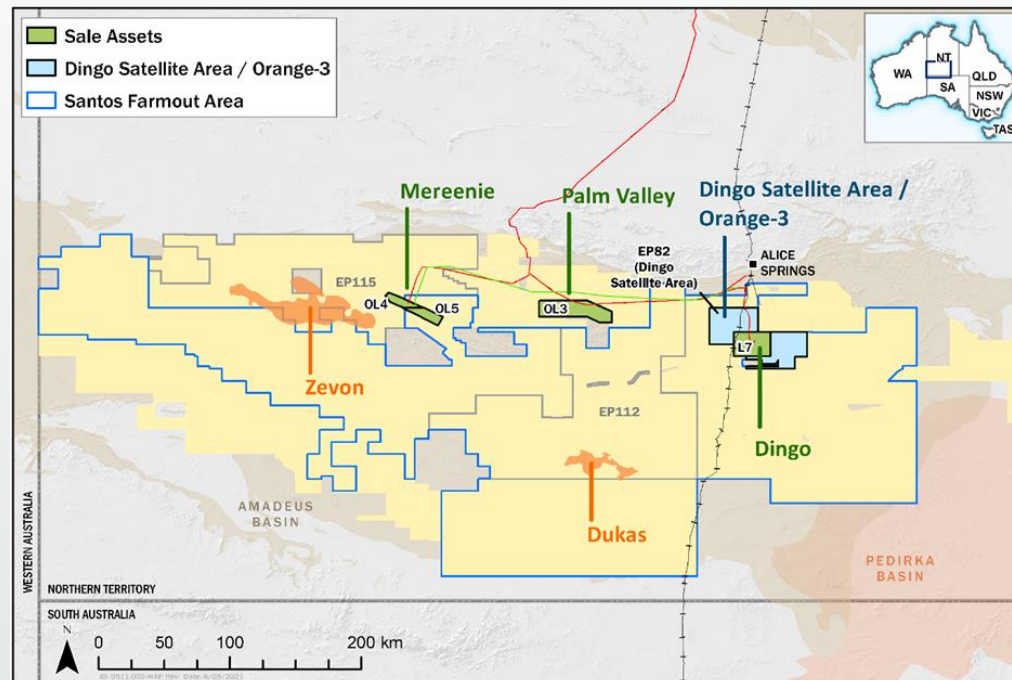 Sale Assets
Dingo Satellite Area / Orange-3
Santos Farmout Area
NT
WA
QLD
SA
NSW
VIC
TAS
Mereenie
Palm Valley
Dingo Satellite Area /
Orange-3
EP82
(Dingo
Satellite Area)
ALICE
SPRINGS
EP115
OL4
OL5
OL3
L7
Zevon
EP112
Dingo
AMADEUS
BASIN
Dukas
PEDIRKA
BASIN
WESTERN AUSTRALIA
NORTHERN TERRITORY
SOUTH AUSTRALIA
N
0 50 100 200 km